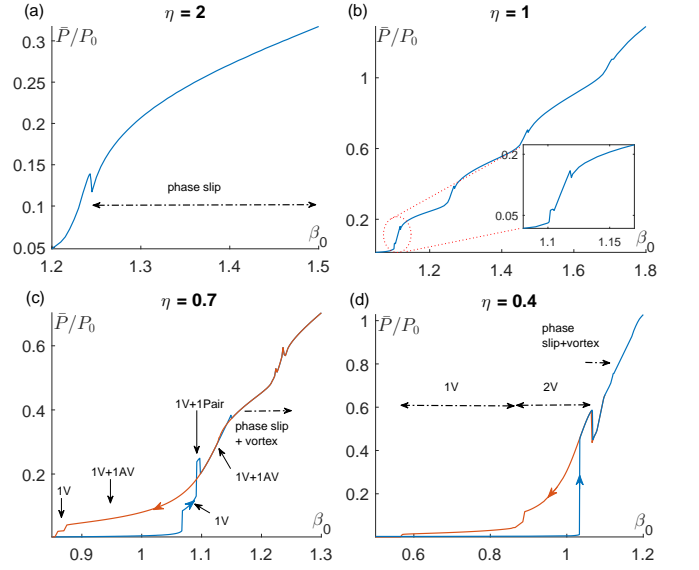 (a) η = 2
P̄/P₀
0.3
0.25
0.2
0.15
0.1
0.05
phase slip
1.2 1.3 1.4 1.5
β₀
(b) η = 1
P̄/P₀
1
0.6
0.2
0.2
0.05
1.1 1.15
1.2 1.4 1.6 1.8
β₀
(c) η = 0.7
P̄/P₀
0.6
0.4
0.2
1V
1V+1AV
1V+1Pair
phase slip
+ vortex
1V+1AV
1V
0.9 1 1.1 1.2 1.3
β₀
(d) η = 0.4
P̄/P₀
1
0.8
0.6
0.4
0.2
phase
slip+vortex
1V
2V
0.6 0.8 1 1.2
β₀